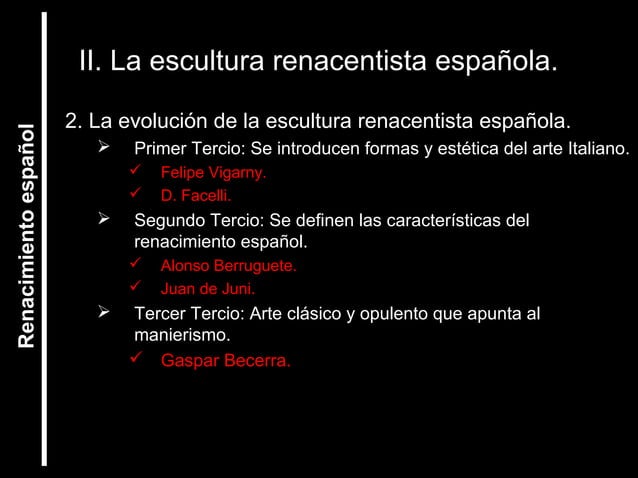 II. La escultura renacentista española.
Renacimiento español
2. La evolución de la escultura renacentista española.
➢ Primer Tercio: Se introducen formas y estética del arte Italiano.
✓ Felipe Vigarny.
✓ D. Facelli.
➢ Segundo Tercio: Se definen las características del
renacimiento español.
✓ Alonso Berruguete.
✓ Juan de Juni.
➢ Tercer Tercio: Arte clásico y opulento que apunta al
manierismo.
✓ Gaspar Becerra.